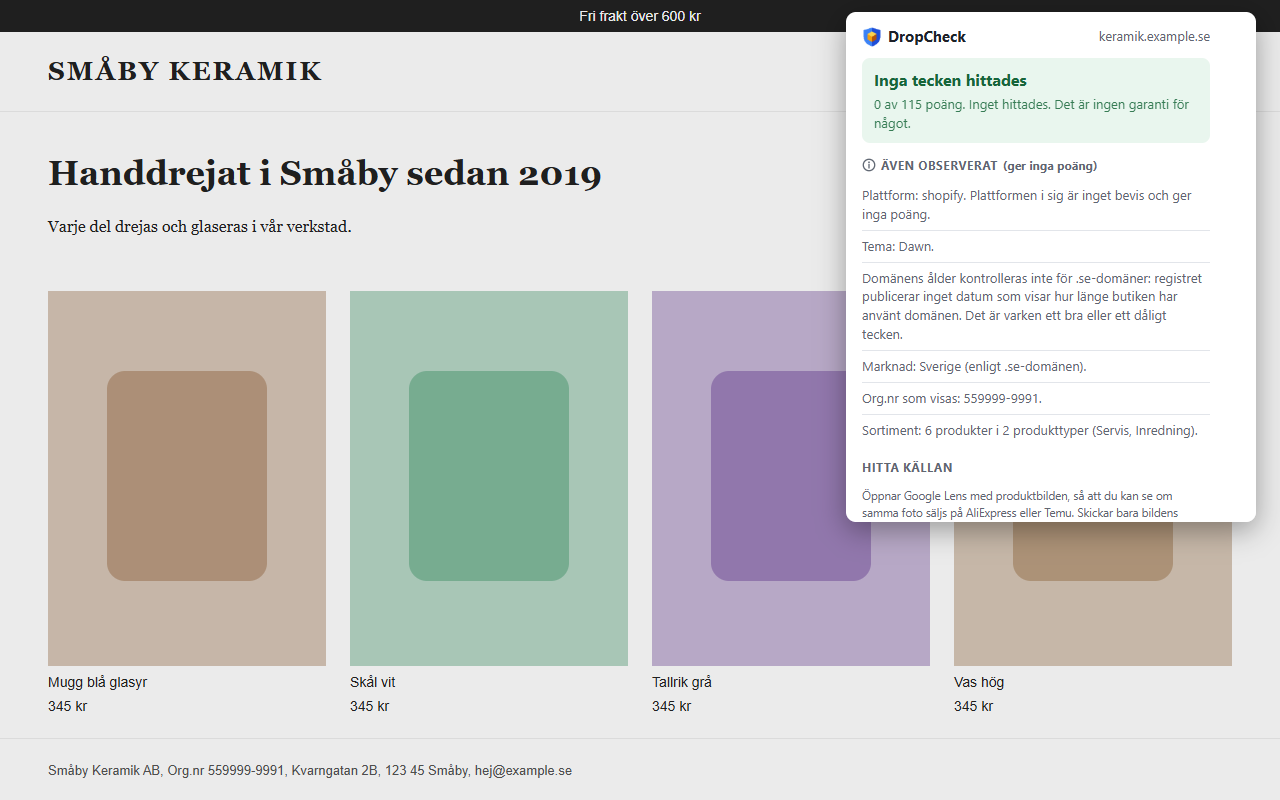 Fri frakt över 600 kr
SMÅBY KERAMIK
Handdrejat i Småby sedan 2019
Varje del drejas och glaseras i vår verkstad.
DropCheck
keramik.example.se
Inga tecken hittades
0 av 115 poäng. Inget hittades. Det är ingen garanti för
något.
ÄVEN OBSERVERAT (ger inga poäng)
Plattform: shopify. Plattformen i sig är inget bevis och ger
inga poäng.
Tema: Dawn.
Domänens ålder kontrolleras inte för .se-domäner: registret
publicerar inget datum som visar hur länge butiken har
använt domänen. Det är varken ett bra eller ett dåligt
tecken.
Marknad: Sverige (enligt .se-domänen).
Org.nr som visas: 559999-9991.
Sortiment: 6 produkter i 2 produkttyper (Servis, Inredning).
HITTA KÄLLAN
Öppnar Google Lens med produktbilden, så att du kan se om
samma foto säljs på AliExpress eller Temu. Skickar bara bildens
Mugg blå glasyr
345 kr
Skål vit
345 kr
Tallrik grå
345 kr
Vas hög
345 kr
Småby Keramik AB, Org.nr 559999-9991, Kvarngatan 2B, 123 45 Småby, hej@example.se